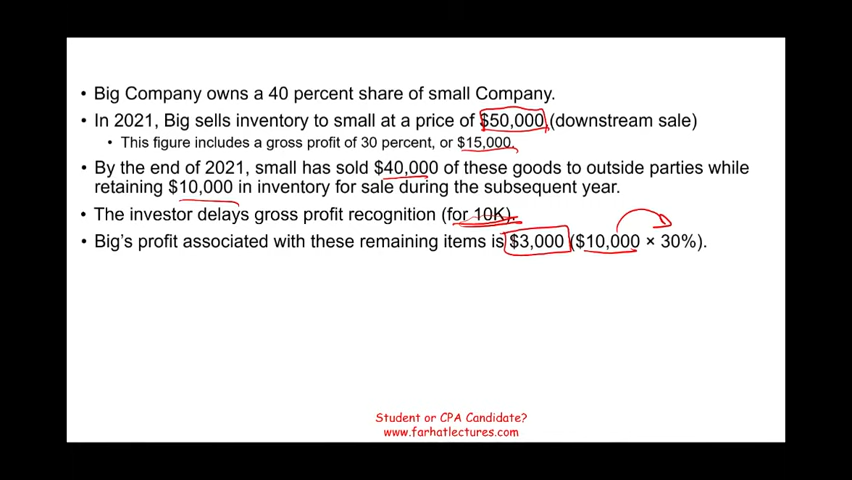 • Big Company owns a 40 percent share of small Company.
• In 2021, Big sells inventory to small at a price of $50,000 (downstream sale)
• This figure includes a gross profit of 30 percent, or $15,000.
• By the end of 2021, small has sold $40,000 of these goods to outside parties while
retaining $10,000 in inventory for sale during the subsequent year.
• The investor delays gross profit recognition (for 10K).
• Big's profit associated with these remaining items is $3,000 ($10,000 × 30%).
Student or CPA Candidate?
www.farhatlectures.com